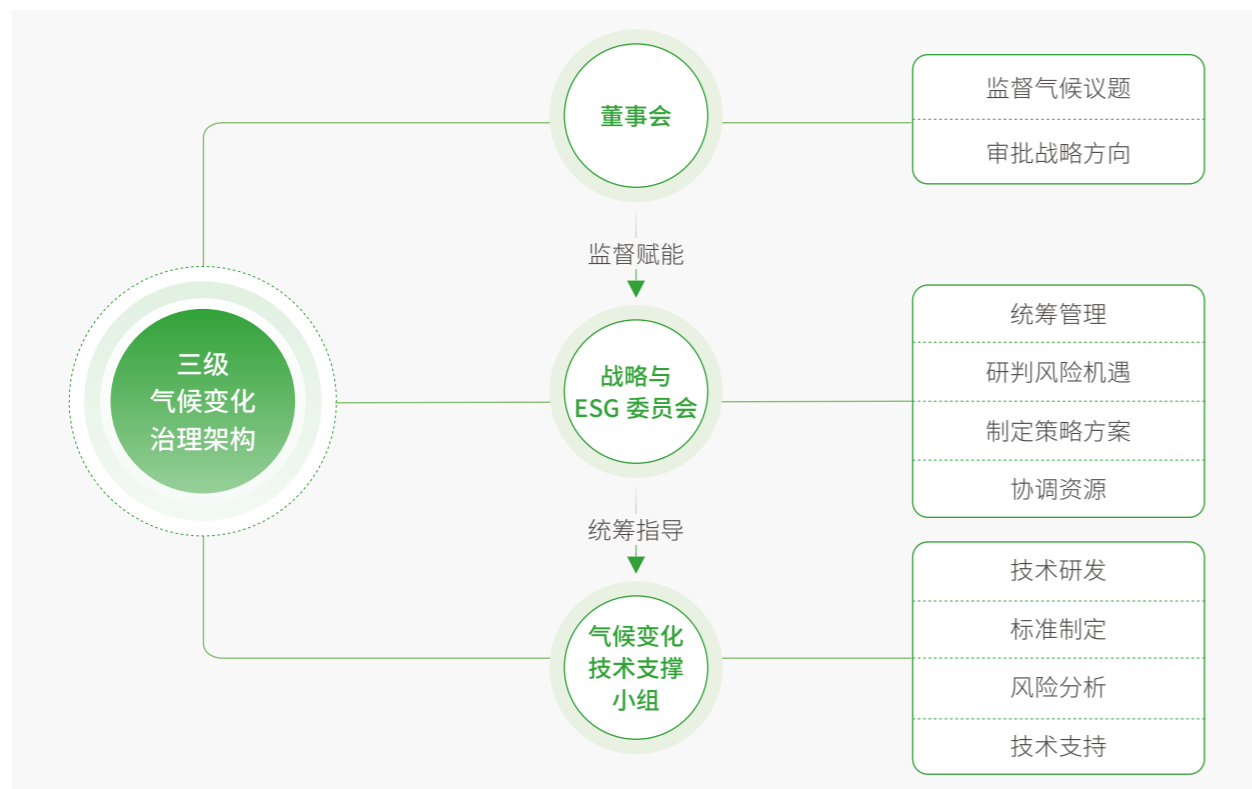 三级
气候变化
治理架构
董事会
监督气候议题
审批战略方向
监督赋能
战略与
ESG 委员会
统筹管理
研判风险机遇
制定策略方案
协调资源
统筹指导
气候变化
技术支撑
小组
技术研发
标准制定
风险分析
技术支持